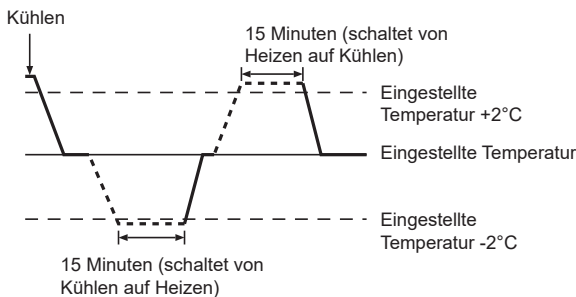 Kühlen
15 Minuten (schaltet von
Heizen auf Kühlen)
Eingestellte
Temperatur +2°C
Eingestellte Temperatur
Eingestellte
Temperatur -2°C
15 Minuten (schaltet von
Kühlen auf Heizen)